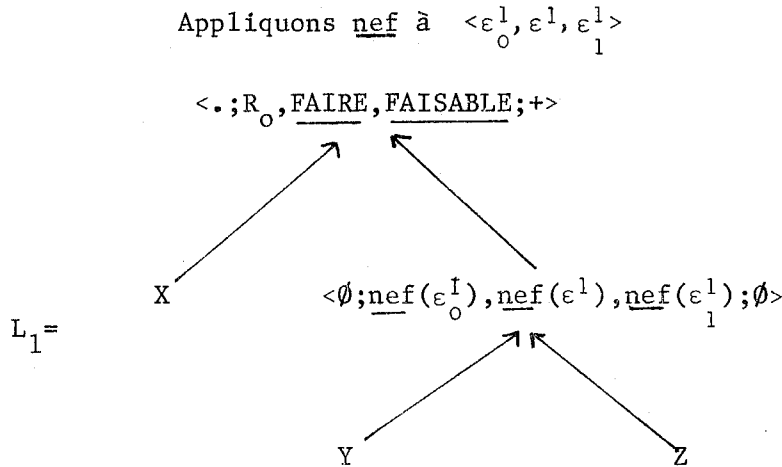 Appliquons nef à <ε₀¹, ε¹, ε₁¹>
<.;R₀,FAIRE,FAISABLE;+>
X
<∅;nef(ε₀¹),nef(ε¹),nef(ε₁¹);∅>
L₁=
Y Z